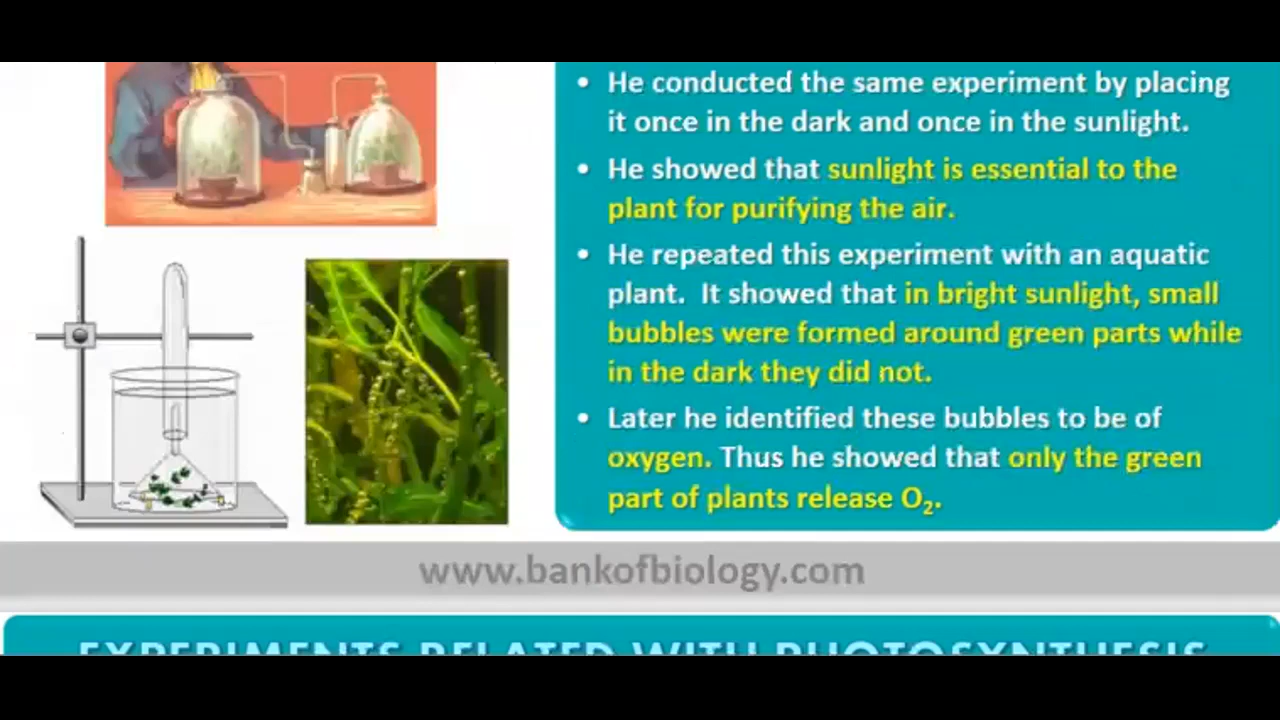 • He conducted the same experiment by placing
it once in the dark and once in the sunlight.
• He showed that sunlight is essential to the
plant for purifying the air.
• He repeated this experiment with an aquatic
plant. It showed that in bright sunlight, small
bubbles were formed around green parts while
in the dark they did not.
• Later he identified these bubbles to be of
oxygen. Thus he showed that only the green
part of plants release O₂.
www.bankofbiology.com
EXPERIMENTS RELATED WITH PHOTOSYNTHESIS